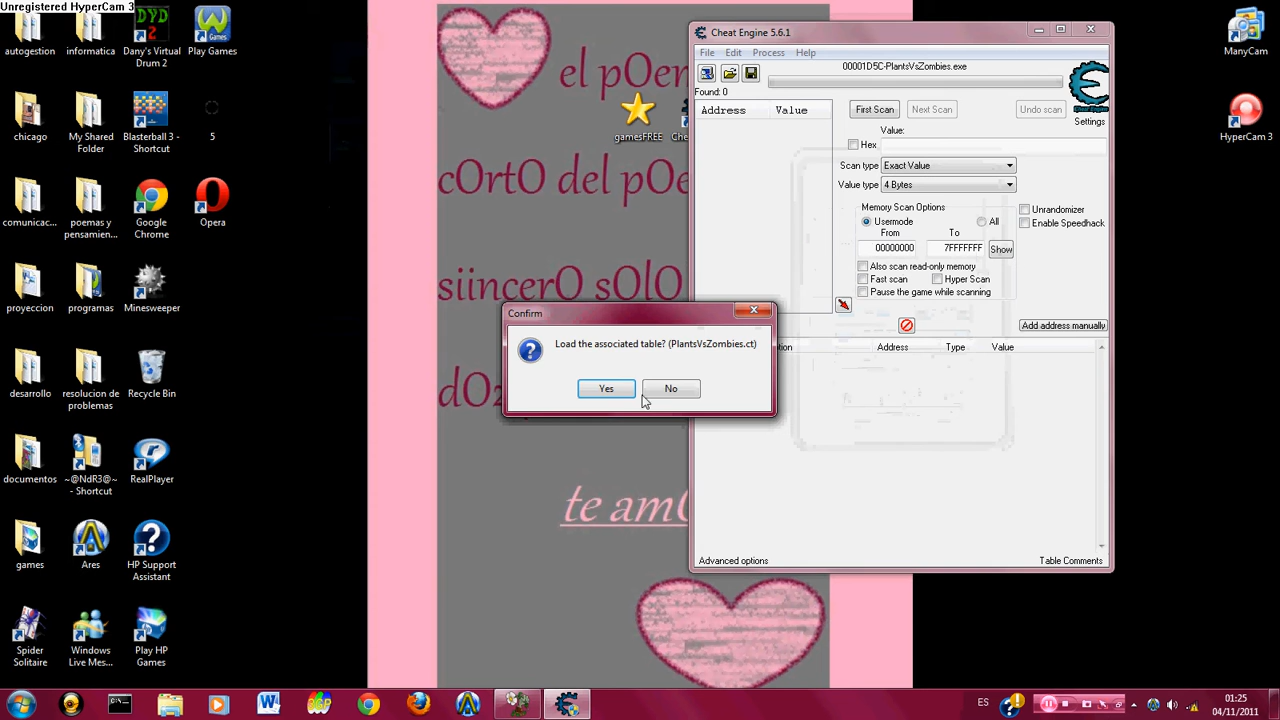 Unregistered HyperCam 3
autogestion
informatica
Dany's Virtual
Drum 2
Play Games
chicago
My Shared
Folder
Blasterball 3 -
Shortcut
5
comunicac...
poemas y
pensamien...
Google
Chrome
Opera
proyeccion
programas
Minesweeper
desarrollo
resolucion de
problemas
Recycle Bin
documentos
~@NdR3@~
- Shortcut
RealPlayer
games
Ares
HP Support
Assistant
Spider
Solitaire
Windows
Live Mes...
Play HP
Games
DYD
2
el pOem
gamesFREE
Che
cOrtO del pOe
siincerO sOlO
te amO
Cheat Engine 5.6.1
File Edit Process Help
00001D5C-PlantsVsZombies.exe
Found: 0
Cheat Engine
Settings
Address Value
First Scan
Next Scan
Undo scan
Value:
Hex
Scan type Exact Value
Value type 4 Bytes
Memory Scan Options
Usermode All
From To
00000000 7FFFFFFF Show
Unrandomizer
Enable Speedhack
Also scan read-only memory
Fast scan Hyper Scan
Pause the game while scanning
Add address manually
Address Type Value
Advanced options
Table Comments
Confirm
Load the associated table? (PlantsVsZombies.ct)
Yes
No
ManyCam
HyperCam 3
ES
01:25
04/11/2011